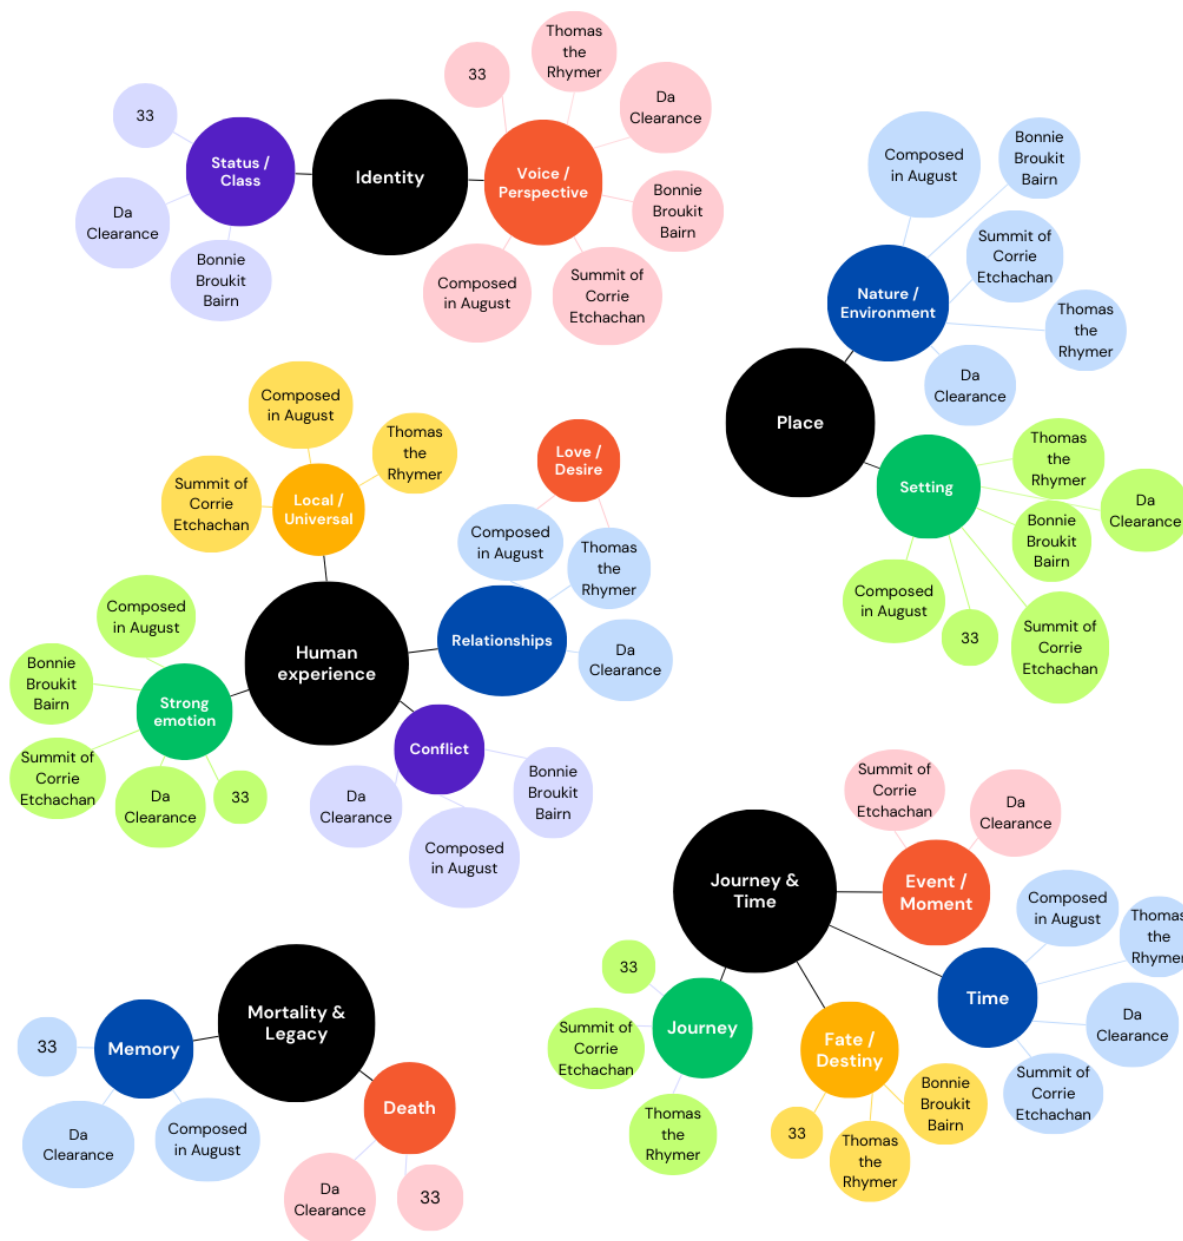 Identity
Status /
Class
33
Da
Clearance
Bonnie
Broukit
Bairn
Voice /
Perspective
33
Thomas
the
Rhymer
Da
Clearance
Bonnie
Broukit
Bairn
Summit of
Corrie
Etchachan
Composed
in August
Place
Nature /
Environment
Composed
in August
Bonnie
Broukit
Bairn
Summit of
Corrie
Etchachan
Thomas
the
Rhymer
Da
Clearance
Setting
Thomas
the
Rhymer
Da
Clearance
Bonnie
Broukit
Bairn
Summit of
Corrie
Etchachan
33
Composed
in August
Human
experience
Local /
Universal
Composed
in August
Thomas
the
Rhymer
Summit of
Corrie
Etchachan
Love /
Desire
Relationships
Composed
in August
Thomas
the
Rhymer
Da
Clearance
Strong
emotion
Composed
in August
Bonnie
Broukit
Bairn
Summit of
Corrie
Etchachan
Da
Clearance
33
Conflict
Da
Clearance
Composed
in August
Bonnie
Broukit
Bairn
Journey &
Time
Event /
Moment
Summit of
Corrie
Etchachan
Da
Clearance
Time
Composed
in August
Thomas
the
Rhymer
Da
Clearance
Summit of
Corrie
Etchachan
Fate /
Destiny
Bonnie
Broukit
Bairn
Thomas
the
Rhymer
33
Journey
33
Summit of
Corrie
Etchachan
Thomas
the
Rhymer
Mortality &
Legacy
Memory
33
Da
Clearance
Composed
in August
Death
Da
Clearance
33